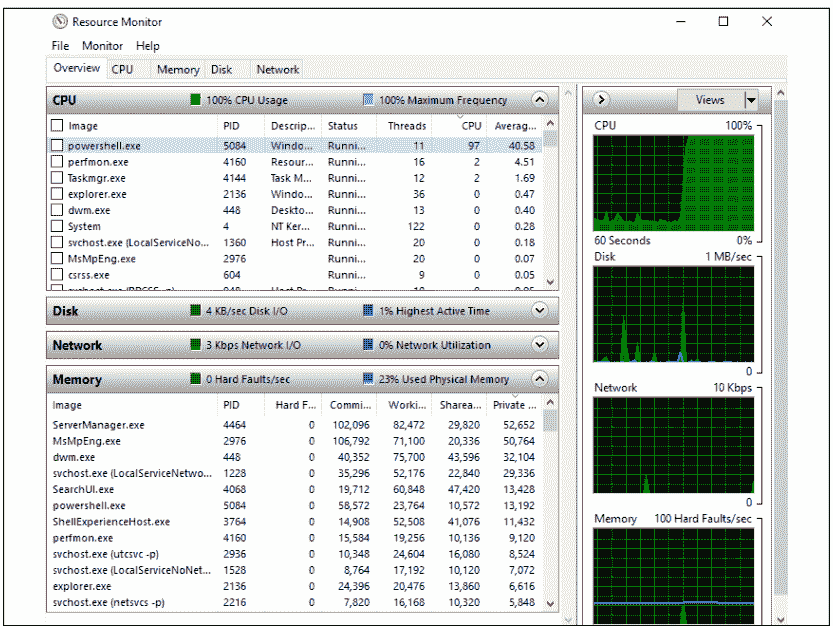 Resource Monitor
File Monitor Help
Overview CPU Memory Disk Network
CPU 100% CPU Usage 100% Maximum Frequency
Image PID Descrip... Status Threads CPU Averag...
powershell.exe 5084 Windo... Runni... 11 97 40.58
perfmon.exe 4160 Resour... Runni... 16 2 4.51
Taskmgr.exe 4144 Task M... Runni... 12 2 1.69
explorer.exe 2136 Windo... Runni... 36 0 0.47
dwm.exe 448 Deskto... Runni... 13 0 0.40
System 4 NT Ker... Runni... 122 0 0.28
svchost.exe (LocalServiceNo... 1360 Host Pr... Runni... 20 0 0.18
MsMpEng.exe 2976 Runni... 20 0 0.07
csrss.exe 604 Runni... 9 0 0.05
Disk 4 KB/sec Disk I/O 1% Highest Active Time
Network 3 Kbps Network I/O 0% Network Utilization
Memory 0 Hard Faults/sec 23% Used Physical Memory
Image PID Hard F... Commi... Worki... Sharea... Private ...
ServerManager.exe 4464 0 102,096 82,472 29,820 52,652
MsMpEng.exe 2976 0 106,792 71,100 20,336 50,764
dwm.exe 448 0 40,352 75,700 43,596 32,104
svchost.exe (LocalServiceNetwo... 1228 0 35,296 52,176 22,840 29,336
SearchUI.exe 4068 0 19,712 60,848 47,420 13,428
powershell.exe 5084 0 58,572 23,764 10,572 13,192
ShellExperienceHost.exe 3764 0 14,908 52,508 41,076 11,432
perfmon.exe 4160 0 15,584 19,256 10,136 9,120
svchost.exe (utcsvc -p) 2936 0 10,348 24,604 16,080 8,524
svchost.exe (LocalServiceNoNet... 1528 0 8,764 17,192 10,120 7,072
explorer.exe 2136 0 24,396 20,476 13,860 6,616
svchost.exe (netsvcs -p) 2216 0 7,820 16,168 10,320 5,848
Views
CPU 100%
60 Seconds 0%
Disk 1 MB/sec
0
Network 10 Kbps
0
Memory 100 Hard Faults/sec